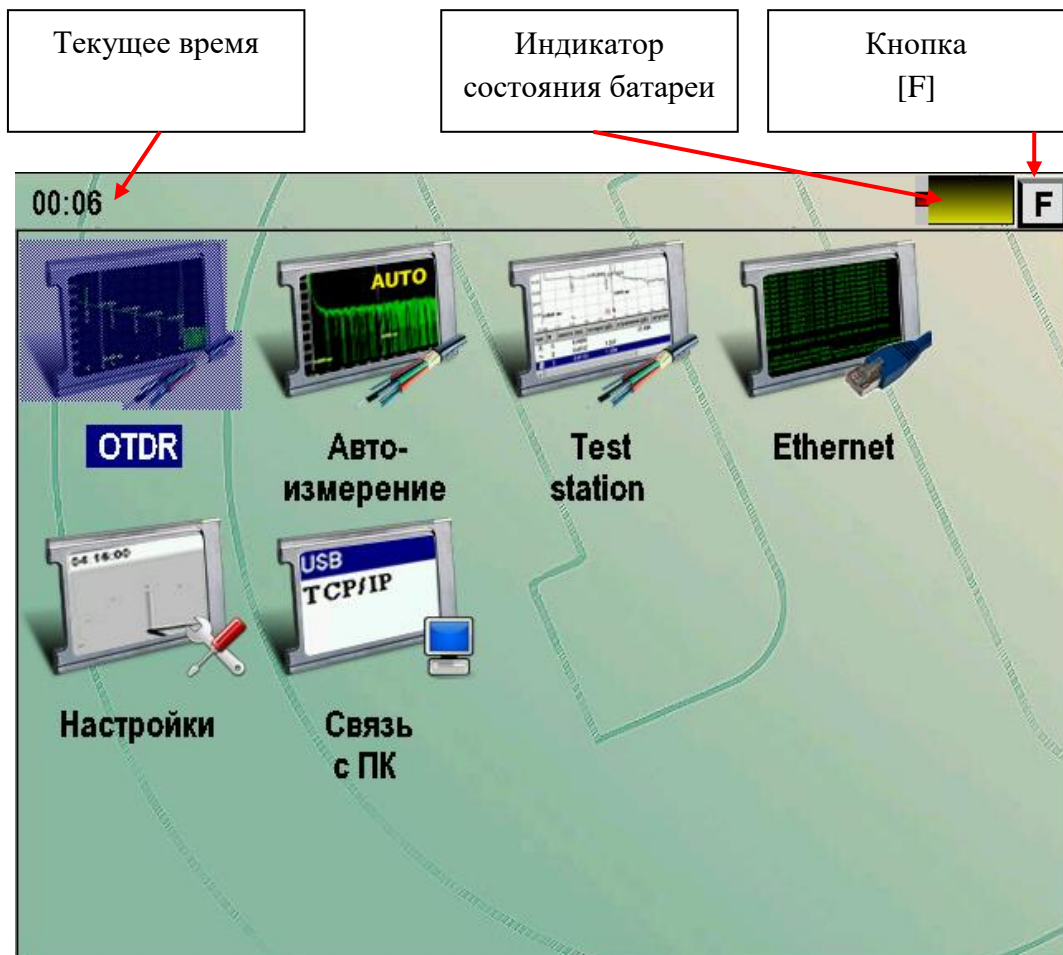 Текущее время
Индикатор
состояния батареи
Кнопка
[F]
00:06
F
AUTO
OTDR
Авто-
измерение
Test
station
Ethernet
04:16:00
USB
TCP/IP
Настройки
Связь
с ПК